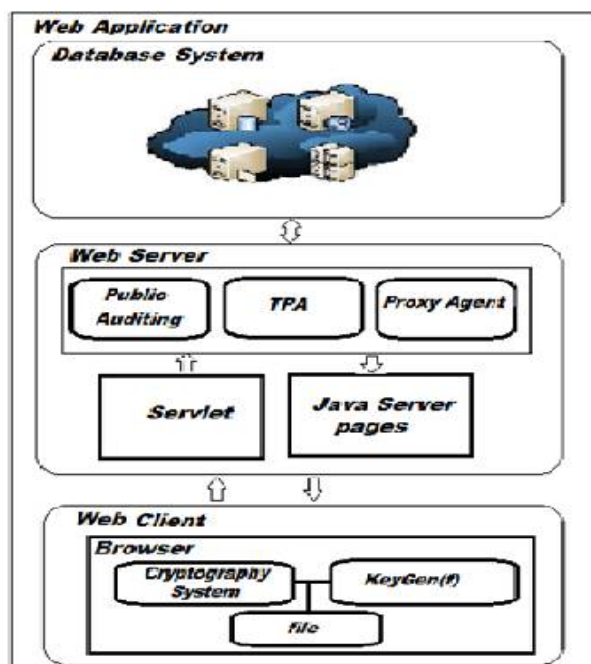 Web Application
Database System
Web Server
Public
Auditing
TPA
Proxy Agent
Servlet
Java Server
pages
Web Client
Browser
Cryptography
System
KeyGen(f)
file